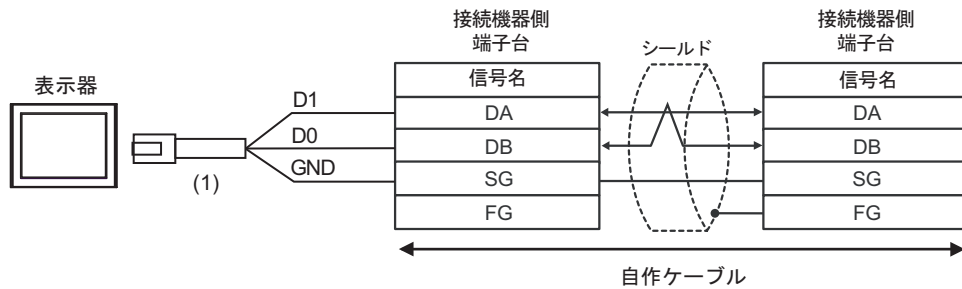 表示器
(1)
D1
D0
GND
接続機器側
端子台
信号名
DA
DB
SG
FG
シールド
接続機器側
端子台
信号名
DA
DB
SG
FG
自作ケーブル